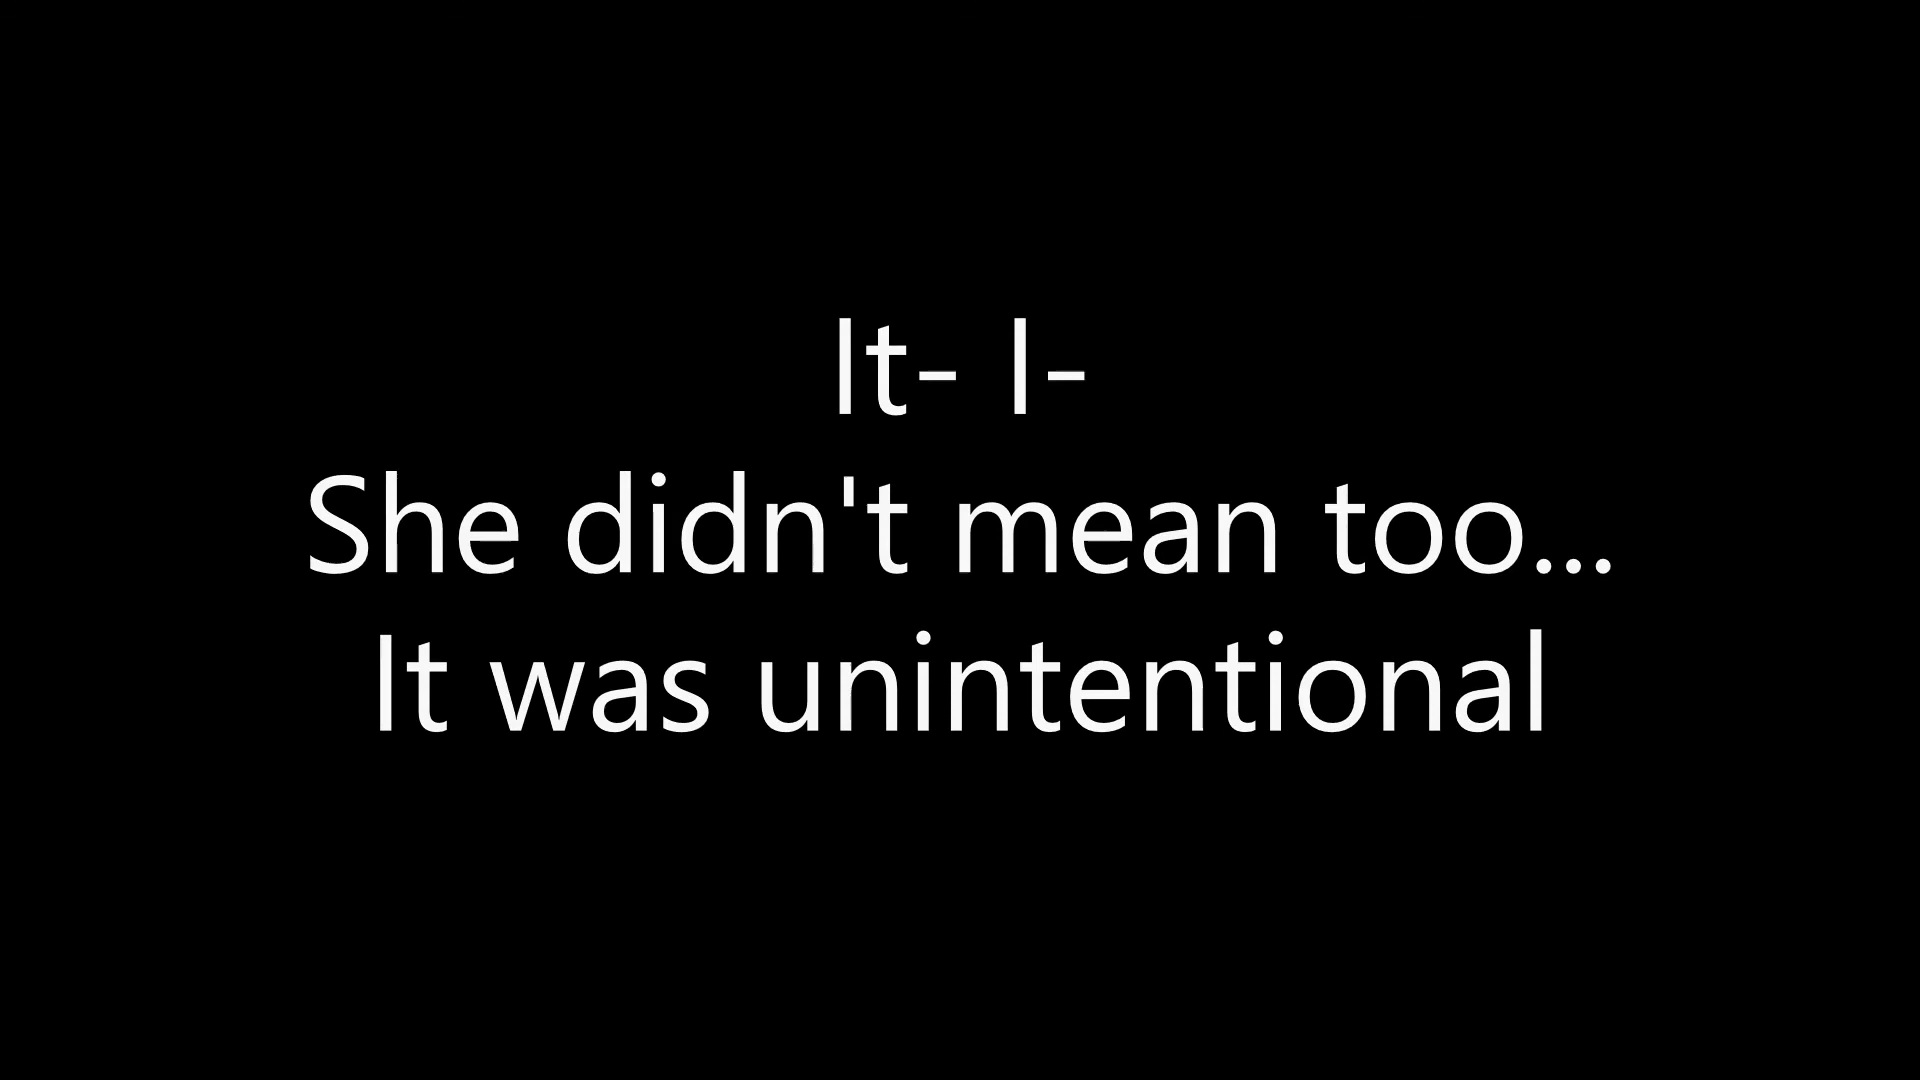 It- I-
She didn't mean too...
It was unintentional